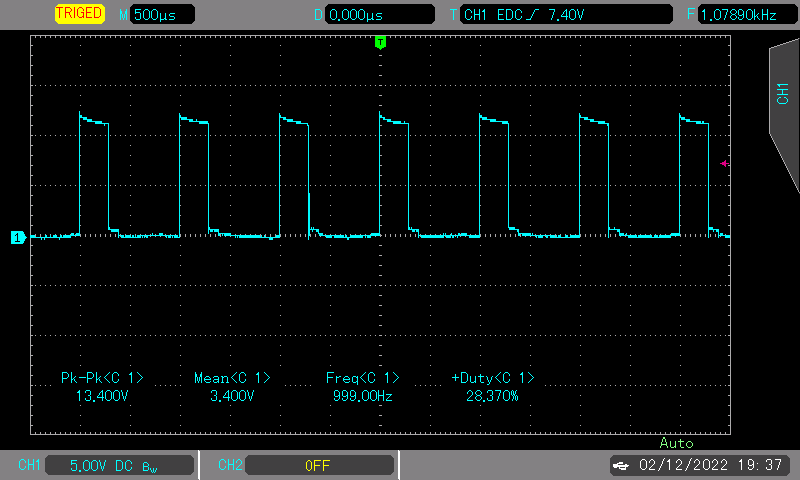 TRIGED M 500µs D 0.000µs T CH1 EDC 7.40V F 1.07890kHz
T
CH1
1
Pk-Pk<C 1> Mean<C 1> Freq<C 1> +Duty<C 1>
13.400V 3.400V 999.00Hz 28.370%
Auto
CH1 5.00V DC Bw CH2 OFF 02/12/2022 19:37